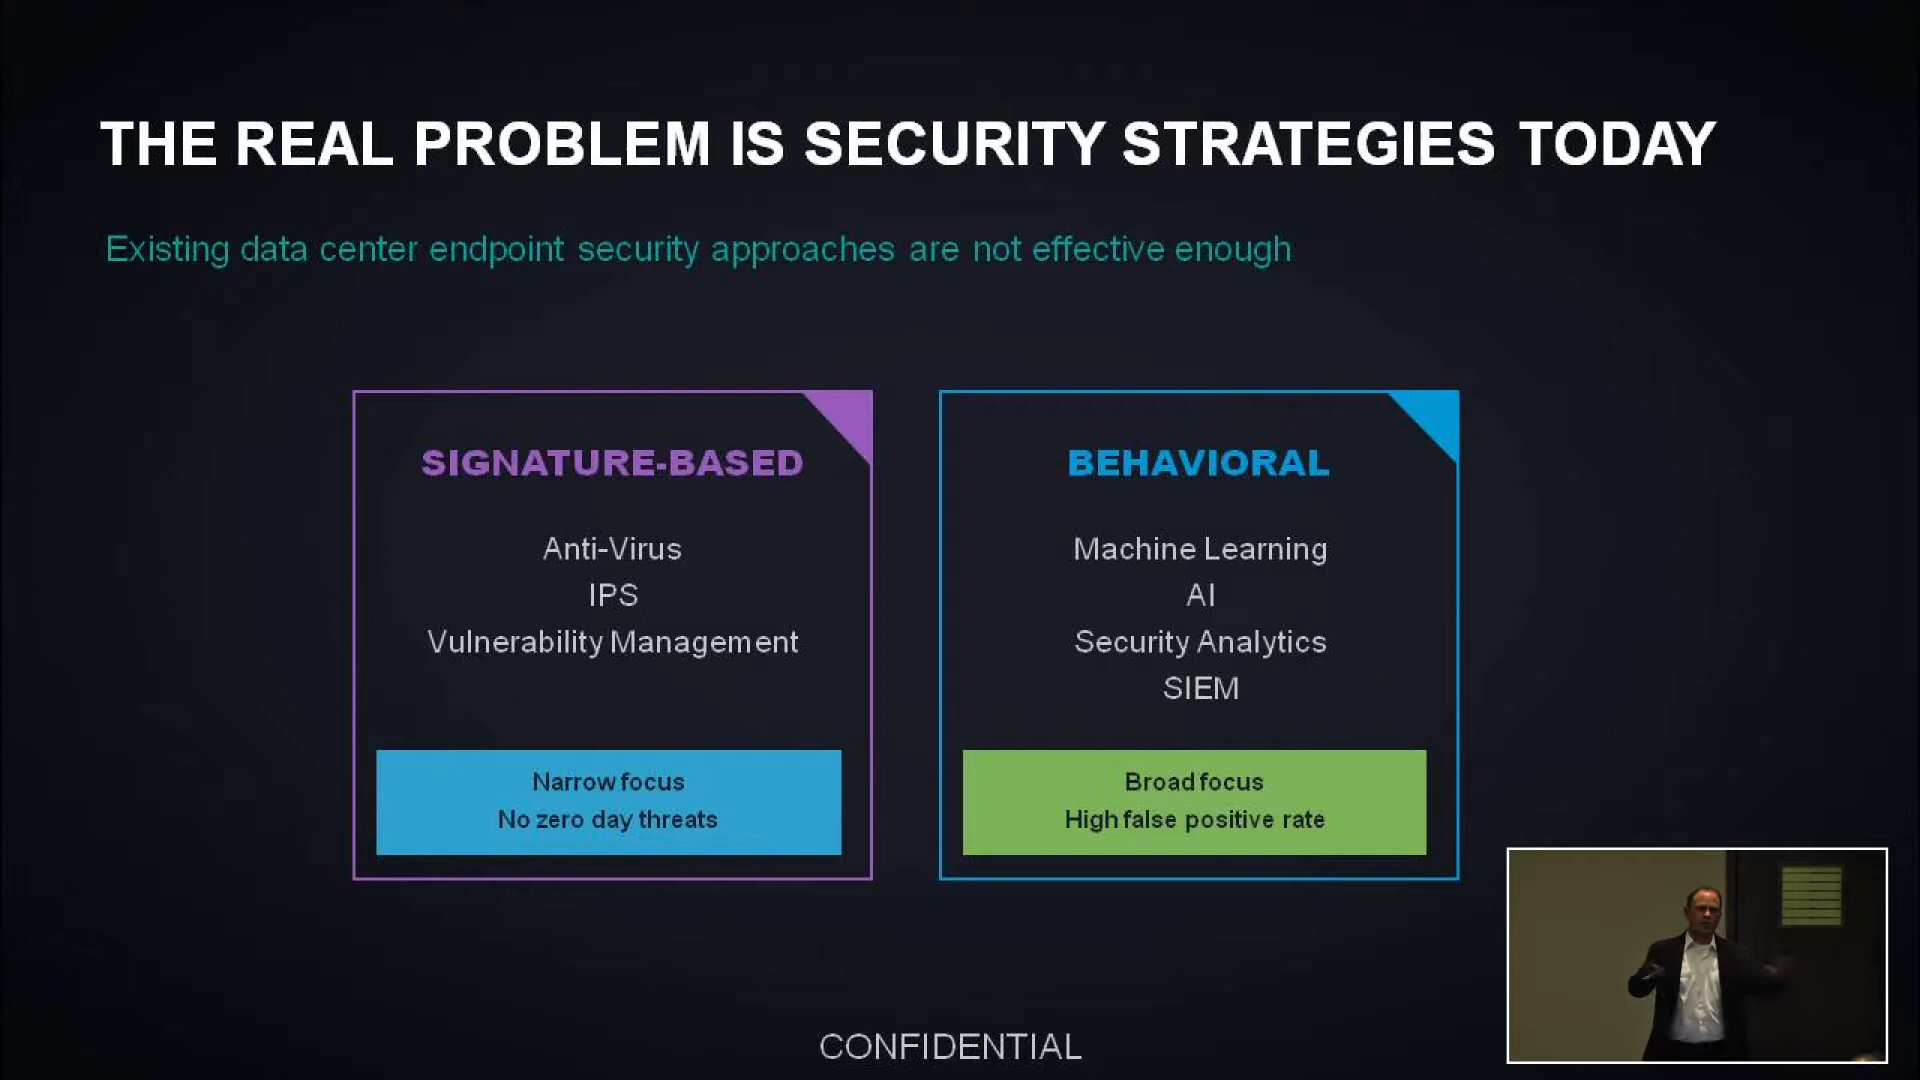 THE REAL PROBLEM IS SECURITY STRATEGIES TODAY
Existing data center endpoint security approaches are not effective enough
SIGNATURE-BASED
Anti-Virus
IPS
Vulnerability Management
Narrow focus
No zero day threats
BEHAVIORAL
Machine Learning
AI
Security Analytics
SIEM
Broad focus
High false positive rate
CONFIDENTIAL